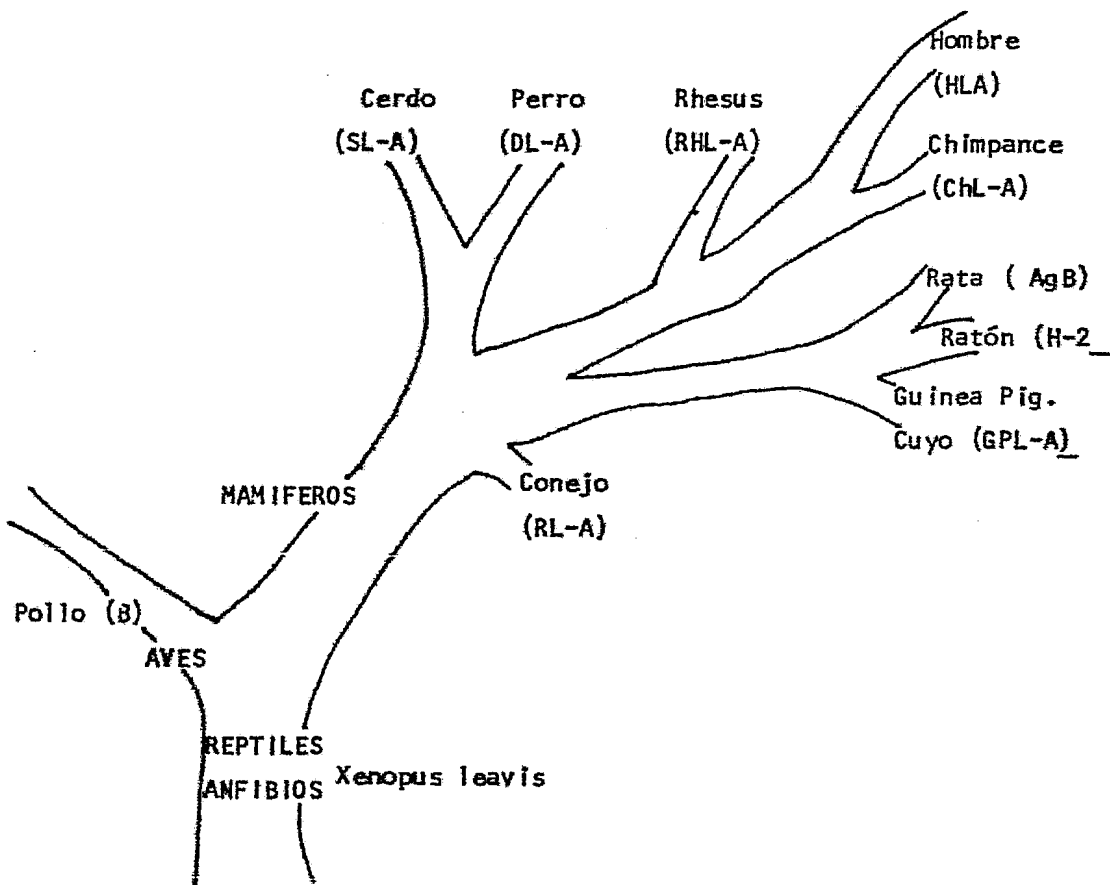 Hombre
(HLA)
Cerdo
(SL-A)
Perro
(DL-A)
Rhesus
(RHL-A)
Chimpance
(ChL-A)
Rata ( AgB)
Ratón (H-2_
Guinea Pig.
Cuyo (GPL-A)_
Conejo
(RL-A)
MAMIFEROS
Pollo (B)
AVES
REPTILES
ANFIBIOS
Xenopus leavis